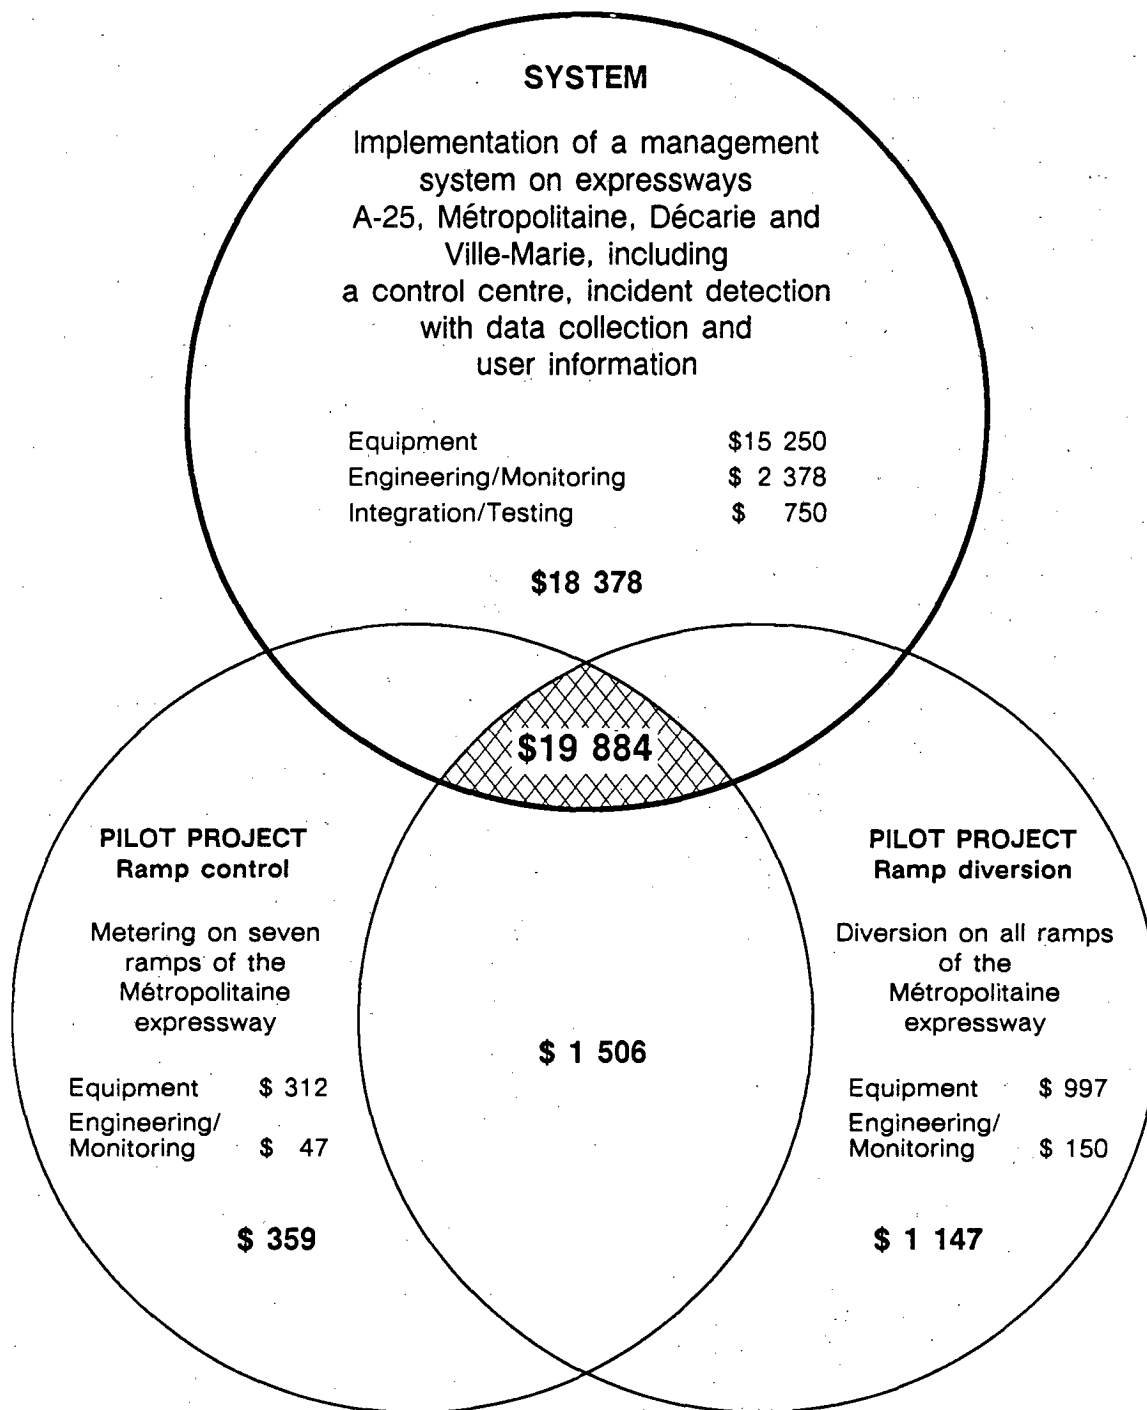 SYSTEM
Implementation of a management
system on expressways
A-25, Métropolitaine, Décarie and
Ville-Marie, including
a control centre, incident detection
with data collection and
user information
Equipment $15 250
Engineering/Monitoring $ 2 378
Integration/Testing $ 750
$18 378
$19 884
PILOT PROJECT
Ramp control
Metering on seven
ramps of the
Métropolitaine
expressway
Equipment $ 312
Engineering/
Monitoring $ 47
$ 359
$ 1 506
PILOT PROJECT
Ramp diversion
Diversion on all ramps
of the
Métropolitaine
expressway
Equipment $ 997
Engineering/
Monitoring $ 150
$ 1 147